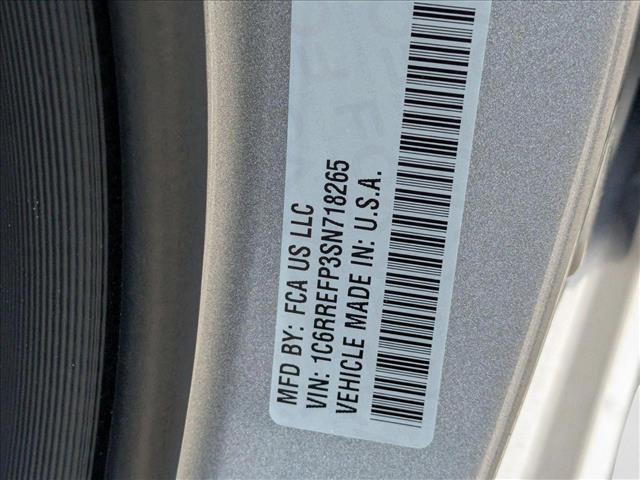 MFD BY: FCA US LLC
VIN: 1C6RREFP3SN718265
VEHICLE MADE IN: U.S.A.